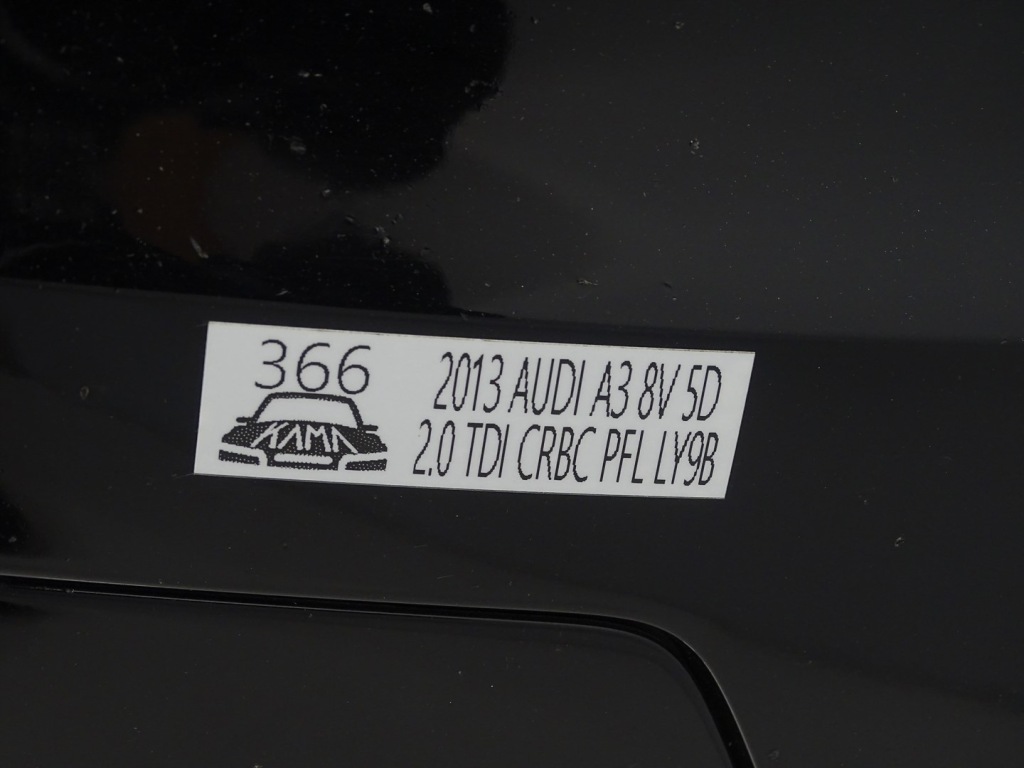 366
KAMA
2013 AUDI A3 8V 5D
2.0 TDI CRBC PFL LY9B